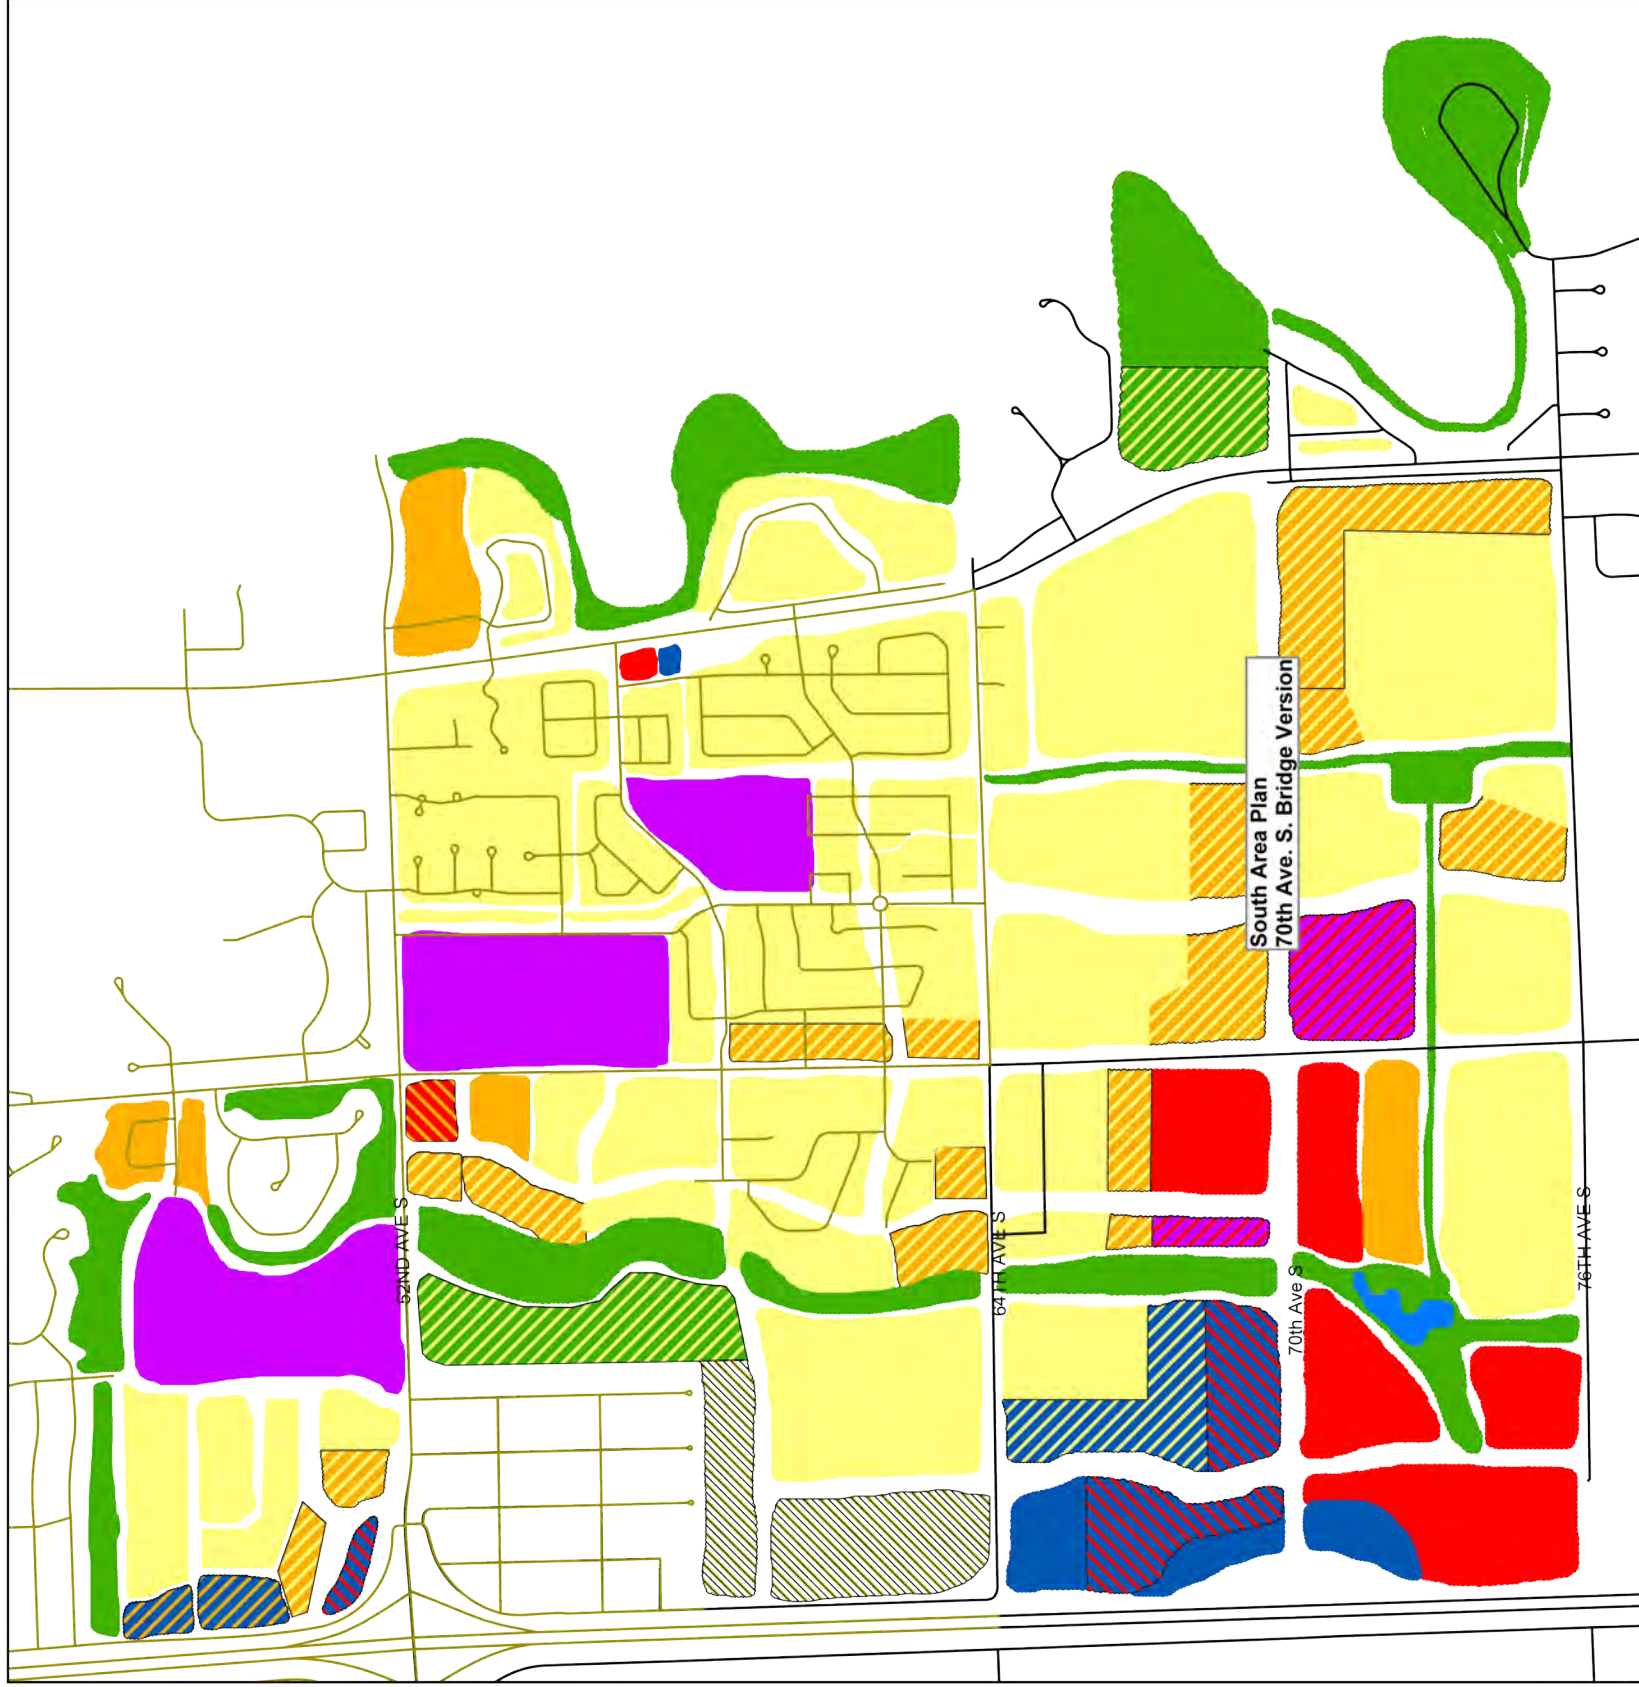 South Area Plan
70th Ave. S. Bridge Version
52ND AVE S
64TH AVE S
70th Ave S
76TH AVE S